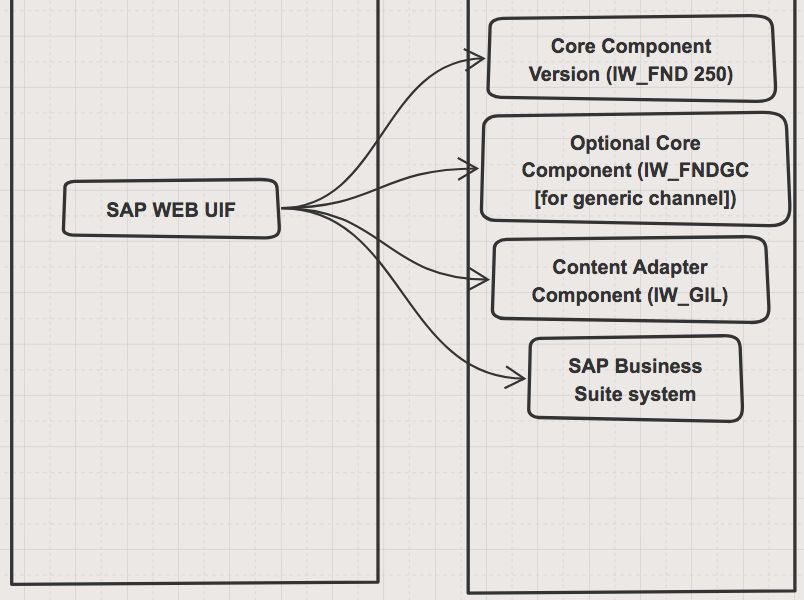 Core Component
Version (IW_FND 250)
Optional Core
Component (IW_FNDGC
[for generic channel])
SAP WEB UIF
Content Adapter
Component (IW_GIL)
SAP Business
Suite system